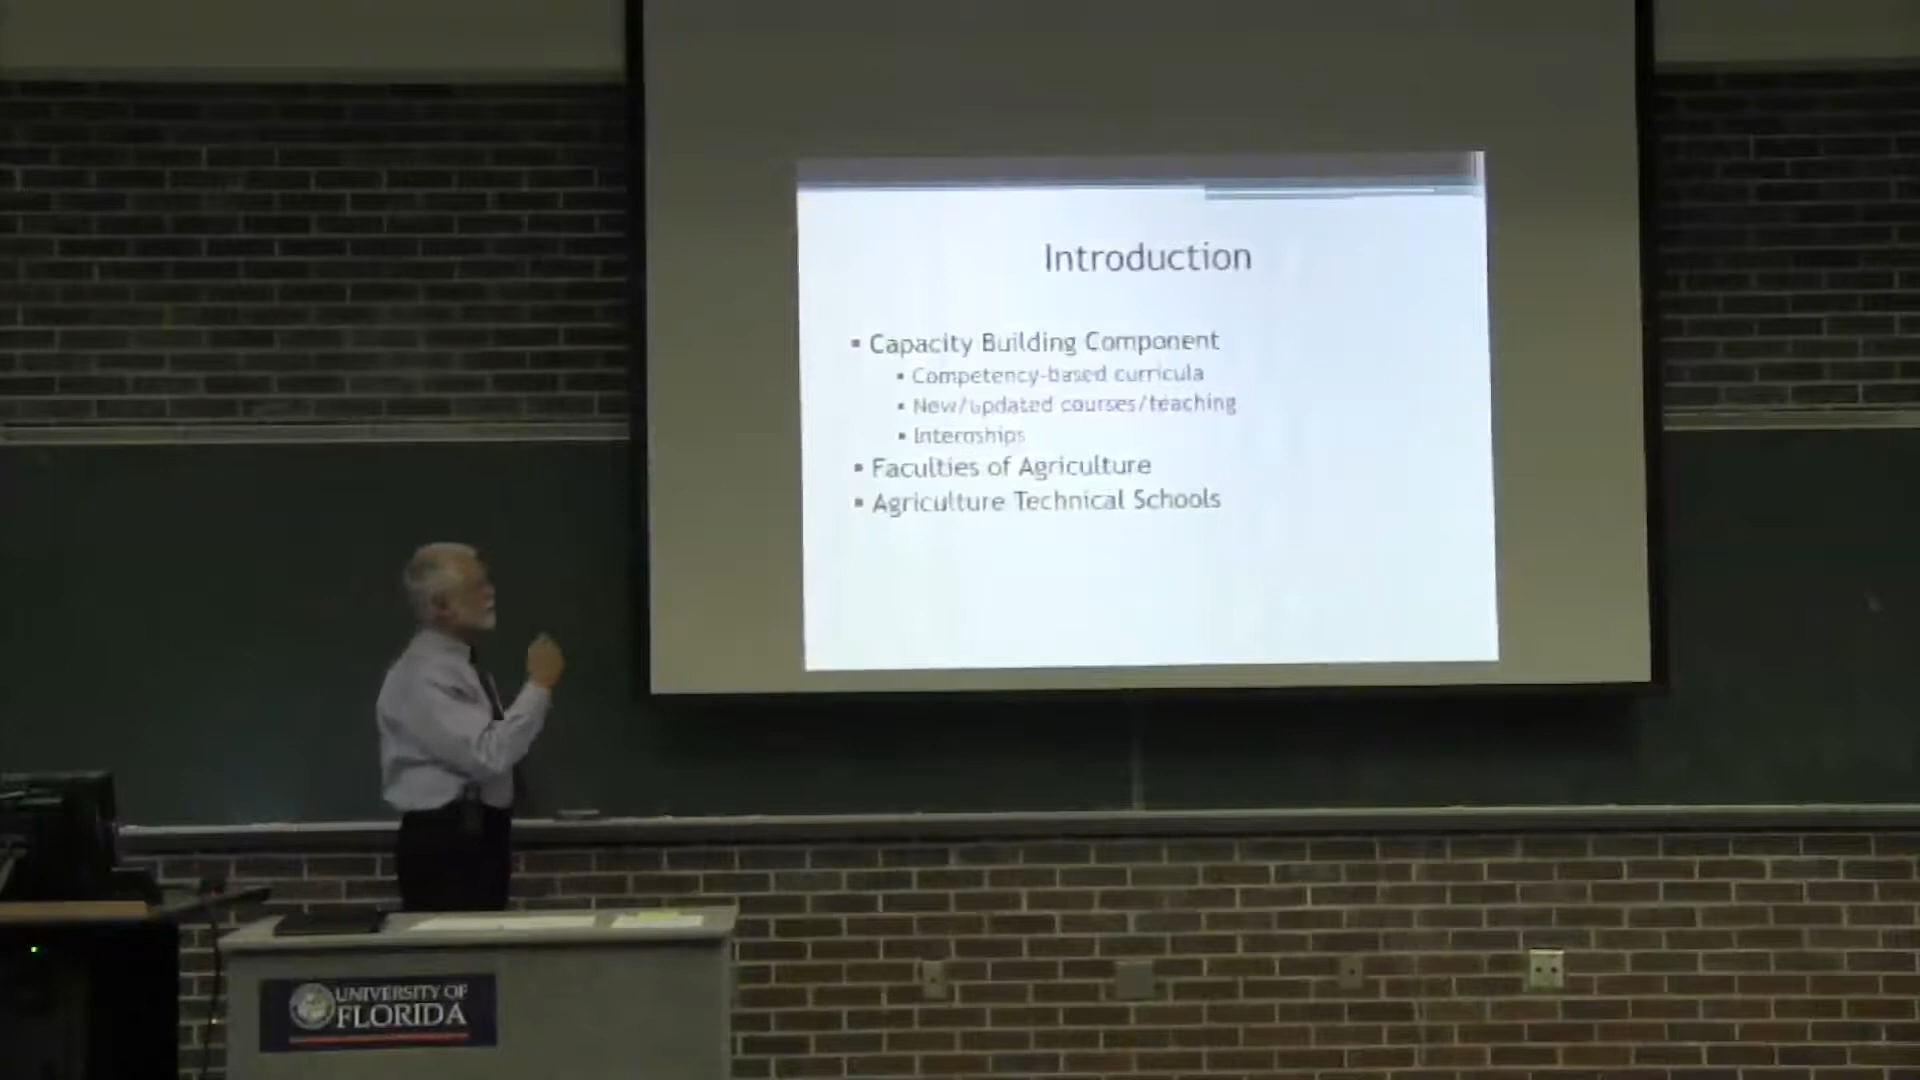 Introduction
▪ Capacity Building Component
▪ Competency-based curricula
▪ New/updated courses/teaching
▪ Internships
▪ Faculties of Agriculture
▪ Agriculture Technical Schools
UNIVERSITY OF
FLORIDA